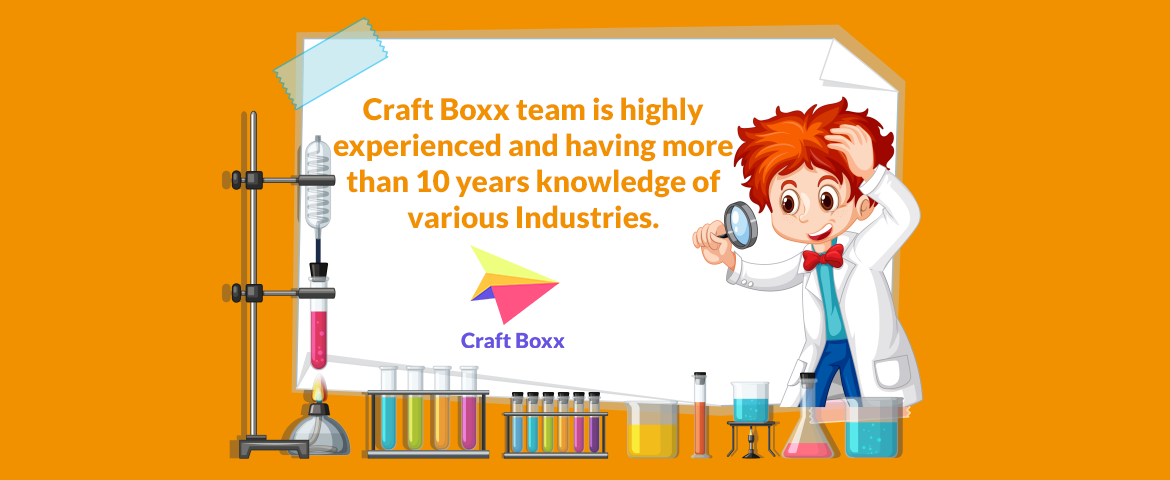 Craft Boxx team is highly
experienced and having more
than 10 years knowledge of
various Industries.
Craft Boxx